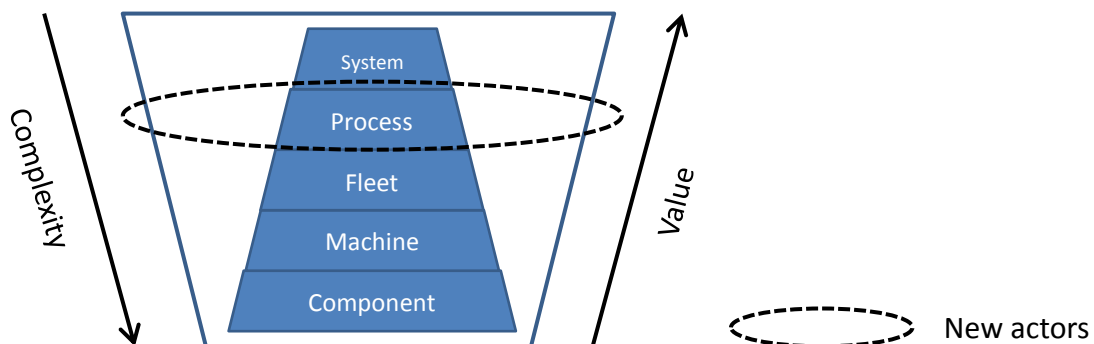 System
Process
Fleet
Machine
Component
Complexity
Value
New actors